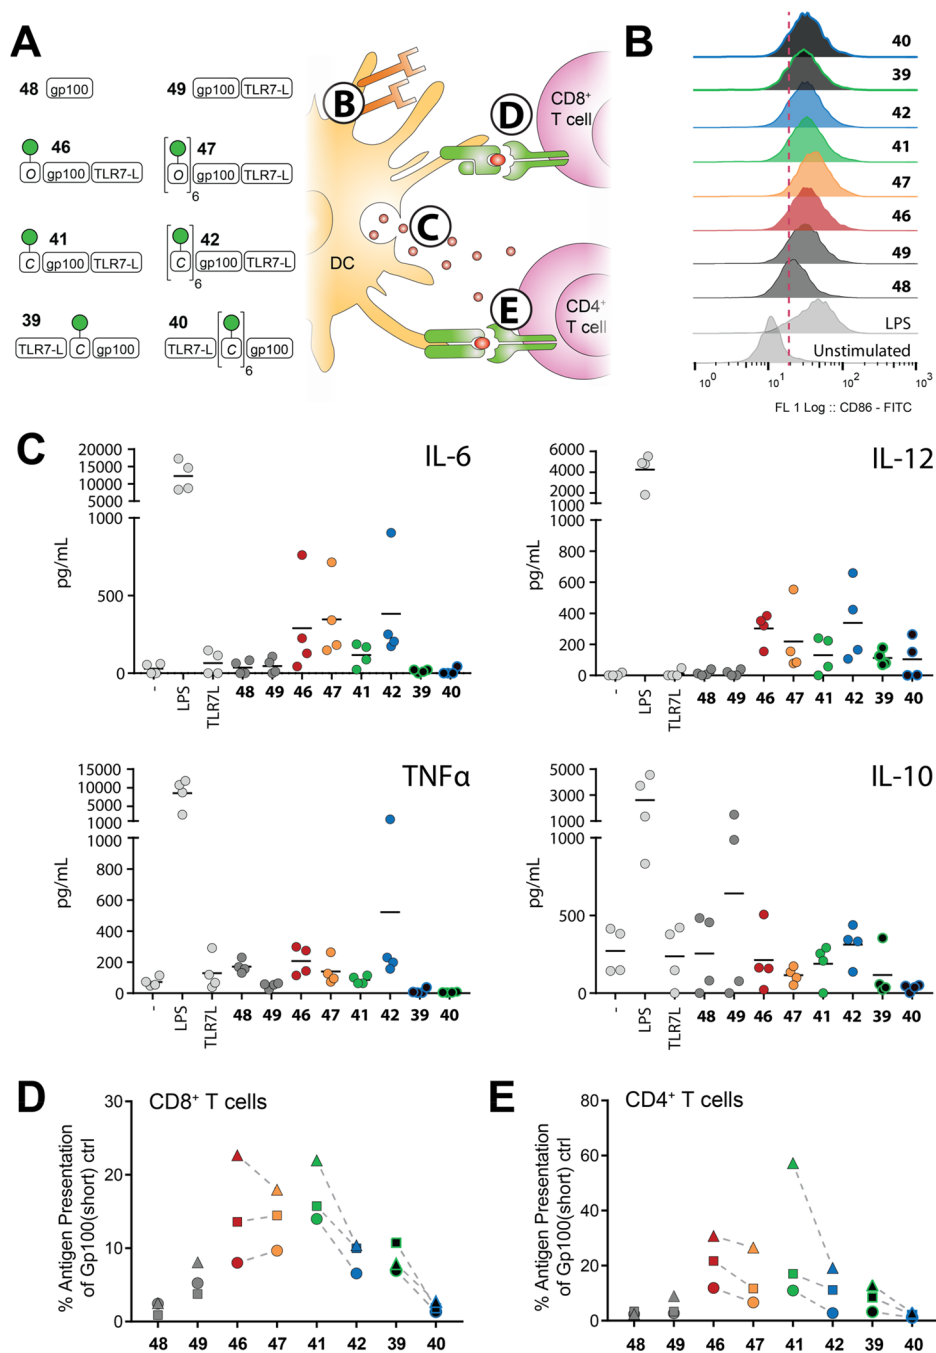 A
48 gp100
49 gp100 TLR7-L
46
O gp100 TLR7-L
47
O 6 gp100 TLR7-L
41
C gp100 TLR7-L
42
C 6 gp100 TLR7-L
39
TLR7-L C gp100
40
TLR7-L C 6 gp100
B
D
CD8+
T cell
C
DC
E
CD4+
T cell
B
40
39
42
41
47
46
49
48
LPS
Unstimulated
10^0 10^1 10^2 10^3
FL 1 Log :: CD86 - FITC
C
IL-6
pg/mL
20000
15000
10000
5000
1000
500
0
- LPS TLR7L 48 49 46 47 41 42 39 40
IL-12
pg/mL
6000
4000
2000
1000
800
600
400
200
0
- LPS TLR7L 48 49 46 47 41 42 39 40
TNFα
pg/mL
15000
10000
5000
1000
1000
800
600
400
200
0
- LPS TLR7L 48 49 46 47 41 42 39 40
IL-10
pg/mL
5000
3000
1000
500
0
- LPS TLR7L 48 49 46 47 41 42 39 40
D
CD8+ T cells
% Antigen Presentation
of Gp100(short) ctrl
30
20
10
0
48 49 46 47 41 42 39 40
E
CD4+ T cells
% Antigen Presentation
of Gp100(short) ctrl
80
60
40
20
0
48 49 46 47 41 42 39 40